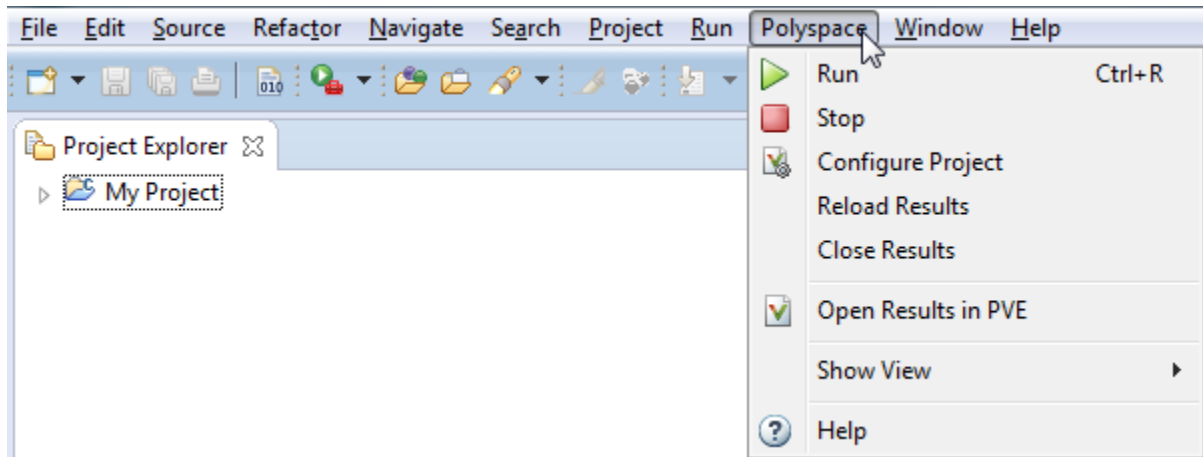 File Edit Source Refactor Navigate Search Project Run Polyspace Window Help
010
Project Explorer
My Project
Run Ctrl+R
Stop
Configure Project
Reload Results
Close Results
Open Results in PVE
Show View
Help